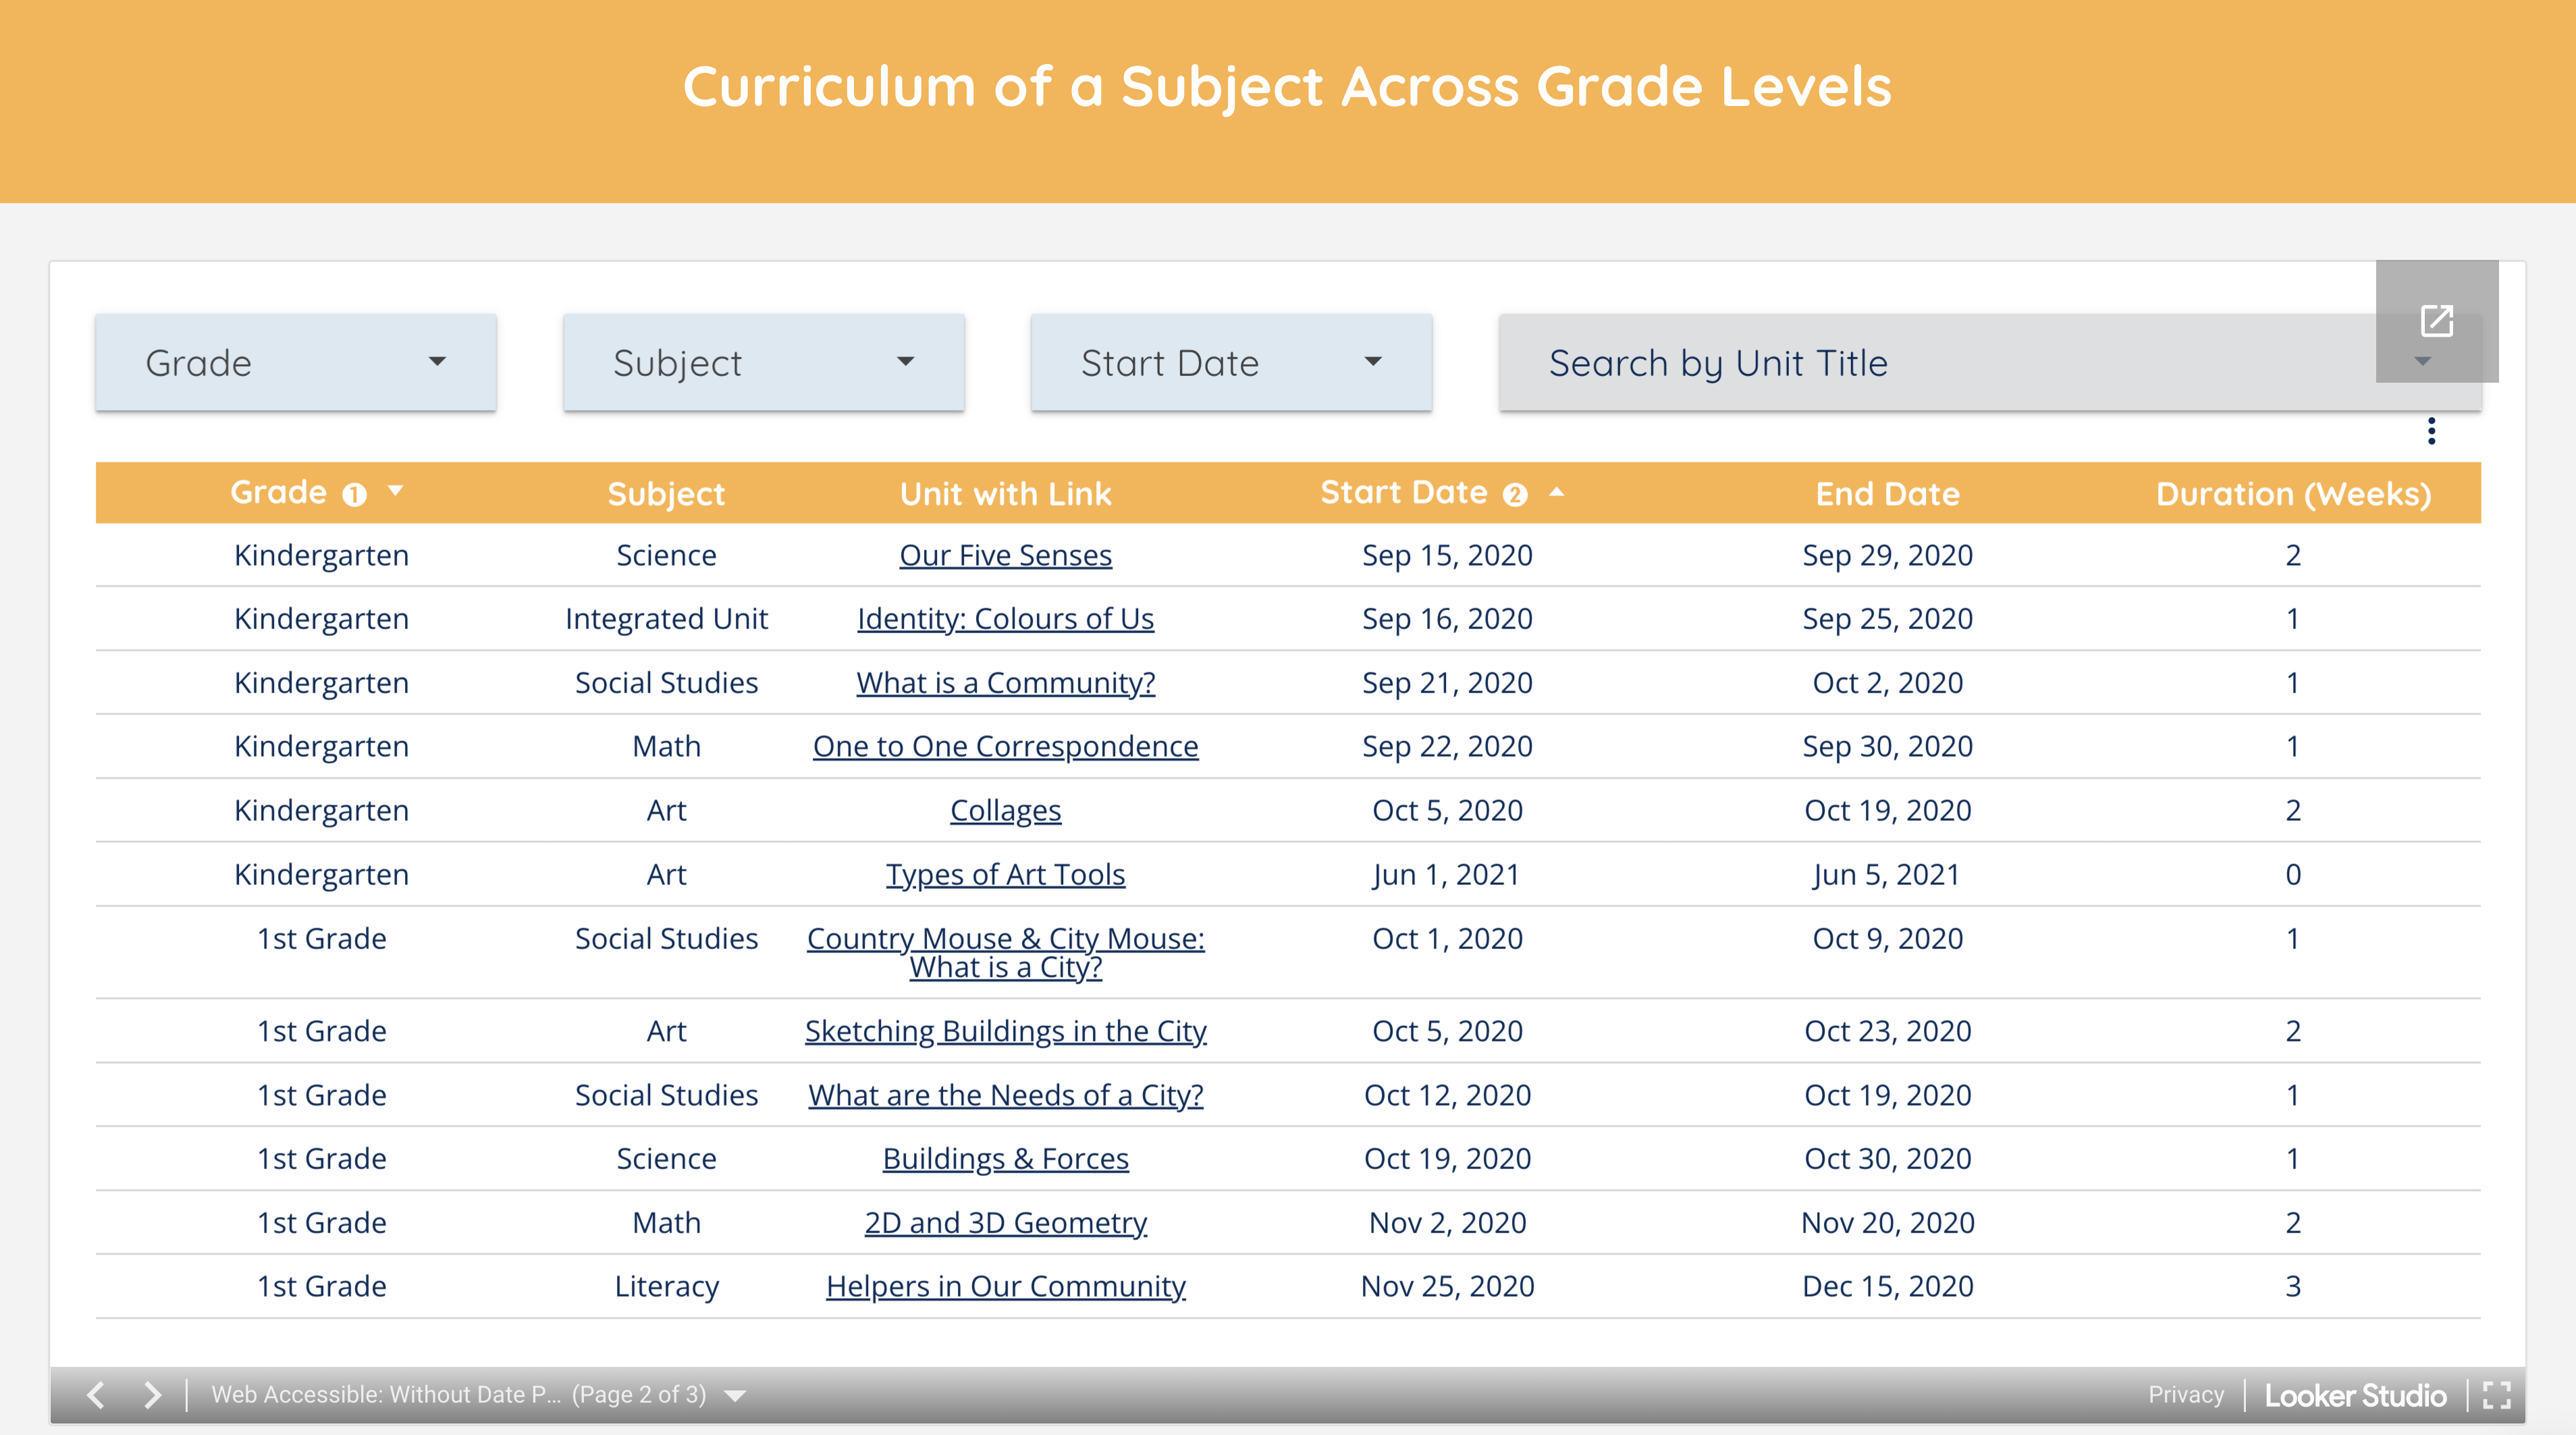 Curriculum of a Subject Across Grade Levels
Grade Subject Start Date Search by Unit Title
Grade 1 Subject Unit with Link Start Date 2 End Date Duration (Weeks)
Kindergarten Science Our Five Senses Sep 15, 2020 Sep 29, 2020 2
Kindergarten Integrated Unit Identity: Colours of Us Sep 16, 2020 Sep 25, 2020 1
Kindergarten Social Studies What is a Community? Sep 21, 2020 Oct 2, 2020 1
Kindergarten Math One to One Correspondence Sep 22, 2020 Sep 30, 2020 1
Kindergarten Art Collages Oct 5, 2020 Oct 19, 2020 2
Kindergarten Art Types of Art Tools Jun 1, 2021 Jun 5, 2021 0
1st Grade Social Studies Country Mouse & City Mouse: Oct 1, 2020 Oct 9, 2020 1
What is a City?
1st Grade Art Sketching Buildings in the City Oct 5, 2020 Oct 23, 2020 2
1st Grade Social Studies What are the Needs of a City? Oct 12, 2020 Oct 19, 2020 1
1st Grade Science Buildings & Forces Oct 19, 2020 Oct 30, 2020 1
1st Grade Math 2D and 3D Geometry Nov 2, 2020 Nov 20, 2020 2
1st Grade Literacy Helpers in Our Community Nov 25, 2020 Dec 15, 2020 3
Web Accessible: Without Date P... (Page 2 of 3) Privacy Looker Studio